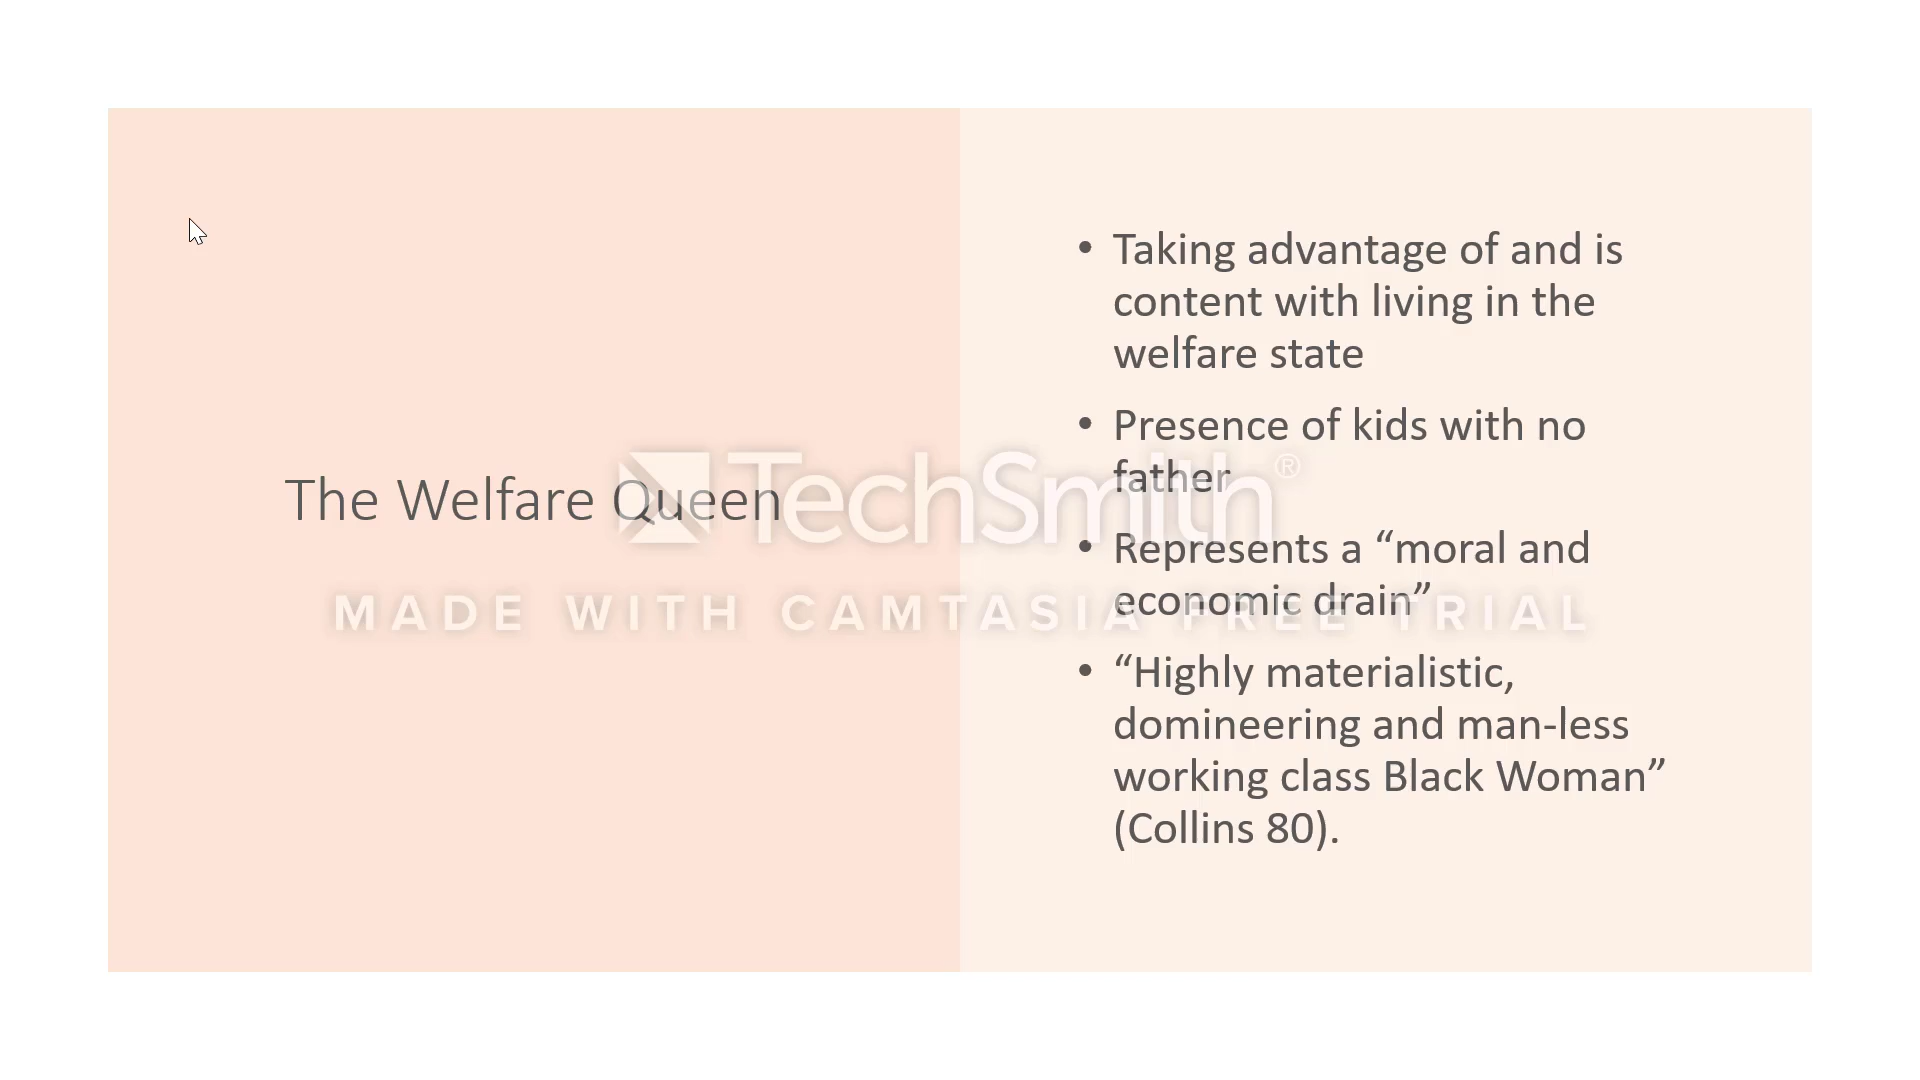 The Welfare Queen
• Taking advantage of and is
content with living in the
welfare state
• Presence of kids with no
father
• Represents a “moral and
economic drain”
• “Highly materialistic,
domineering and man-less
working class Black Woman”
(Collins 80).
TechSmith®
MADE WITH CAMTASIA FREE TRIAL